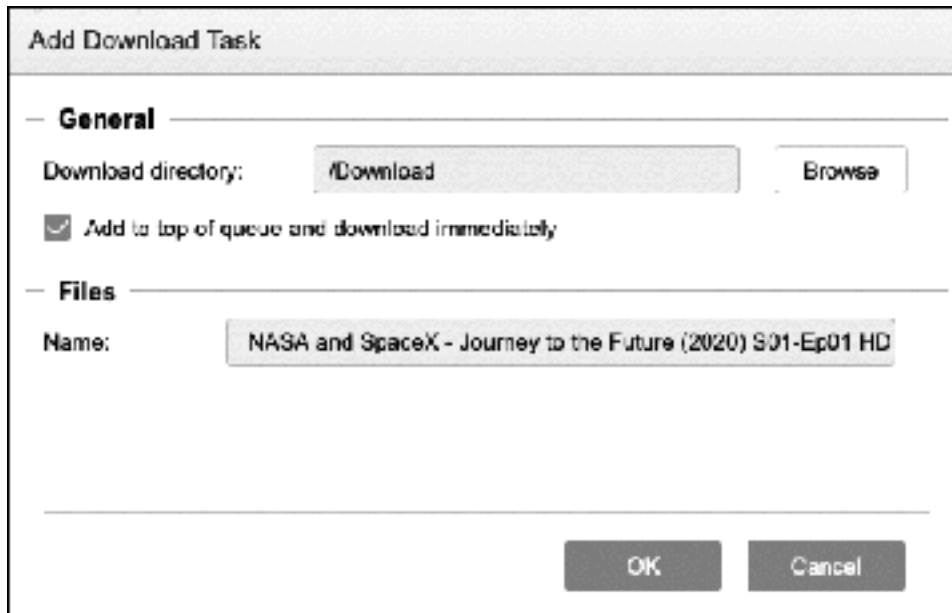 Add Download Task
General
Download directory: /Download Browse
Add to top of queue and download immediately
Files
Name: NASA and SpaceX - Journey to the Future (2020) S01-Ep01 HD
OK Cancel